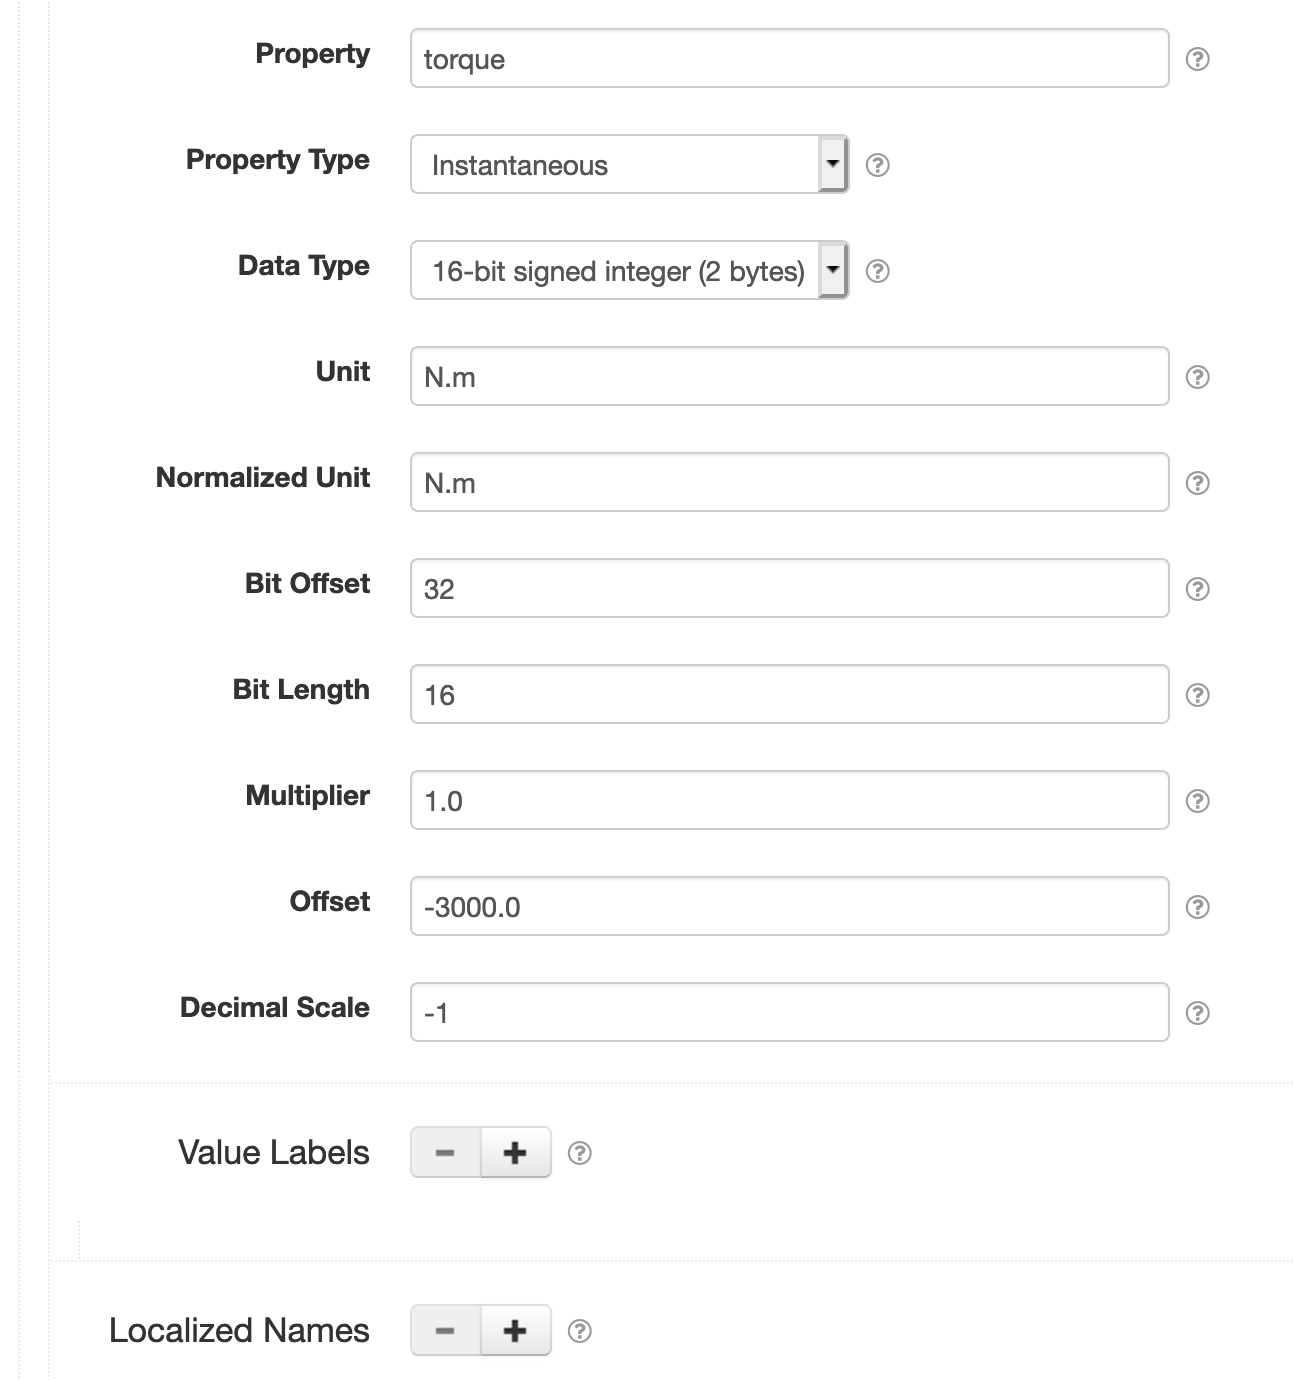 Property torque
Property Type Instantaneous
Data Type 16-bit signed integer (2 bytes)
Unit N.m
Normalized Unit N.m
Bit Offset 32
Bit Length 16
Multiplier 1.0
Offset -3000.0
Decimal Scale -1
Value Labels
Localized Names